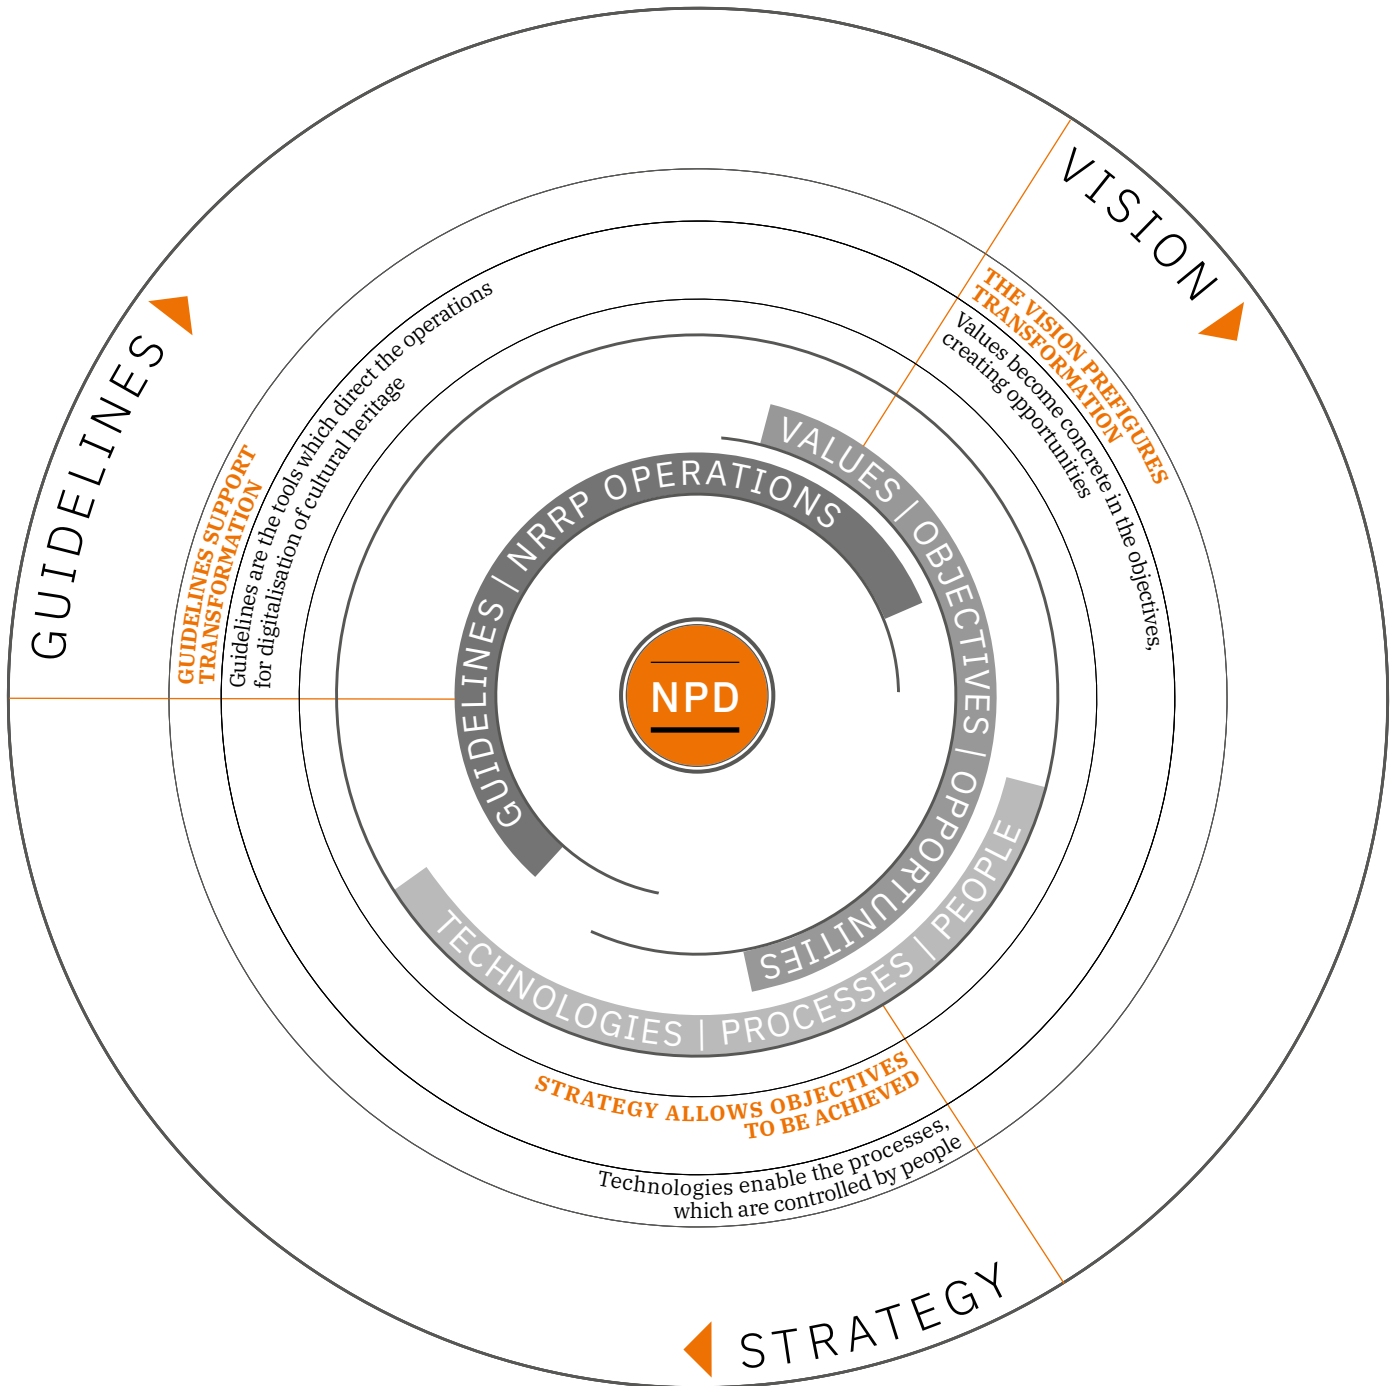 VISION
THE VISION PREFIGURES
TRANSFORMATION
Values become concrete in the objectives,
creating opportunities
VALUES | OBJECTIVES | OPPORTUNITIES
STRATEGY
STRATEGY ALLOWS OBJECTIVES
TO BE ACHIEVED
Technologies enable the processes,
which are controlled by people
TECHNOLOGIES | PROCESSES | PEOPLE
GUIDELINES
GUIDELINES SUPPORT
TRANSFORMATION
Guidelines are the tools which direct the operations
for digitalisation of cultural heritage
GUIDELINES | NRRP OPERATIONS
NPD